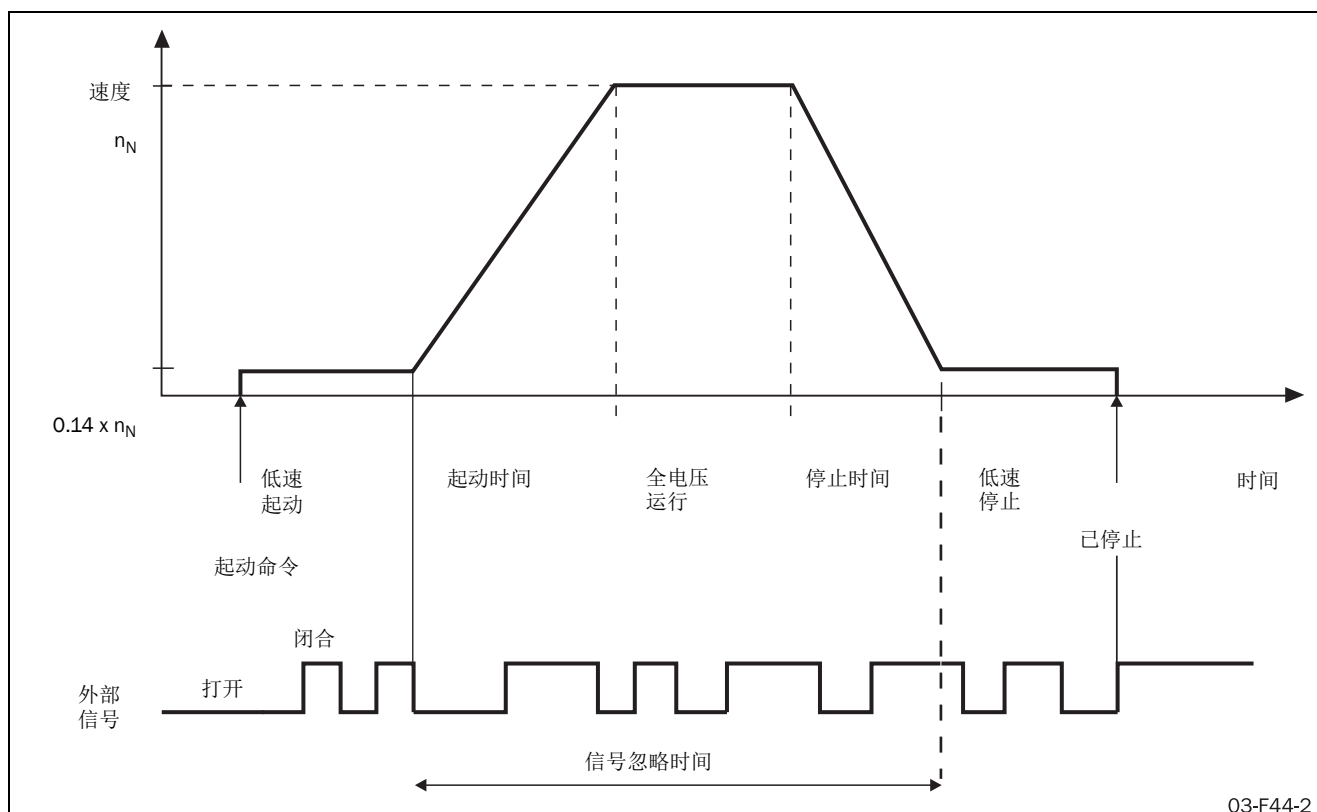 速度
n_N
0.14 x n_N
低速
起动
起动时间
全电压
运行
停止时间
低速
停止
时间
已停止
起动命令
闭合
打开
外部
信号
信号忽略时间
03-F44-2